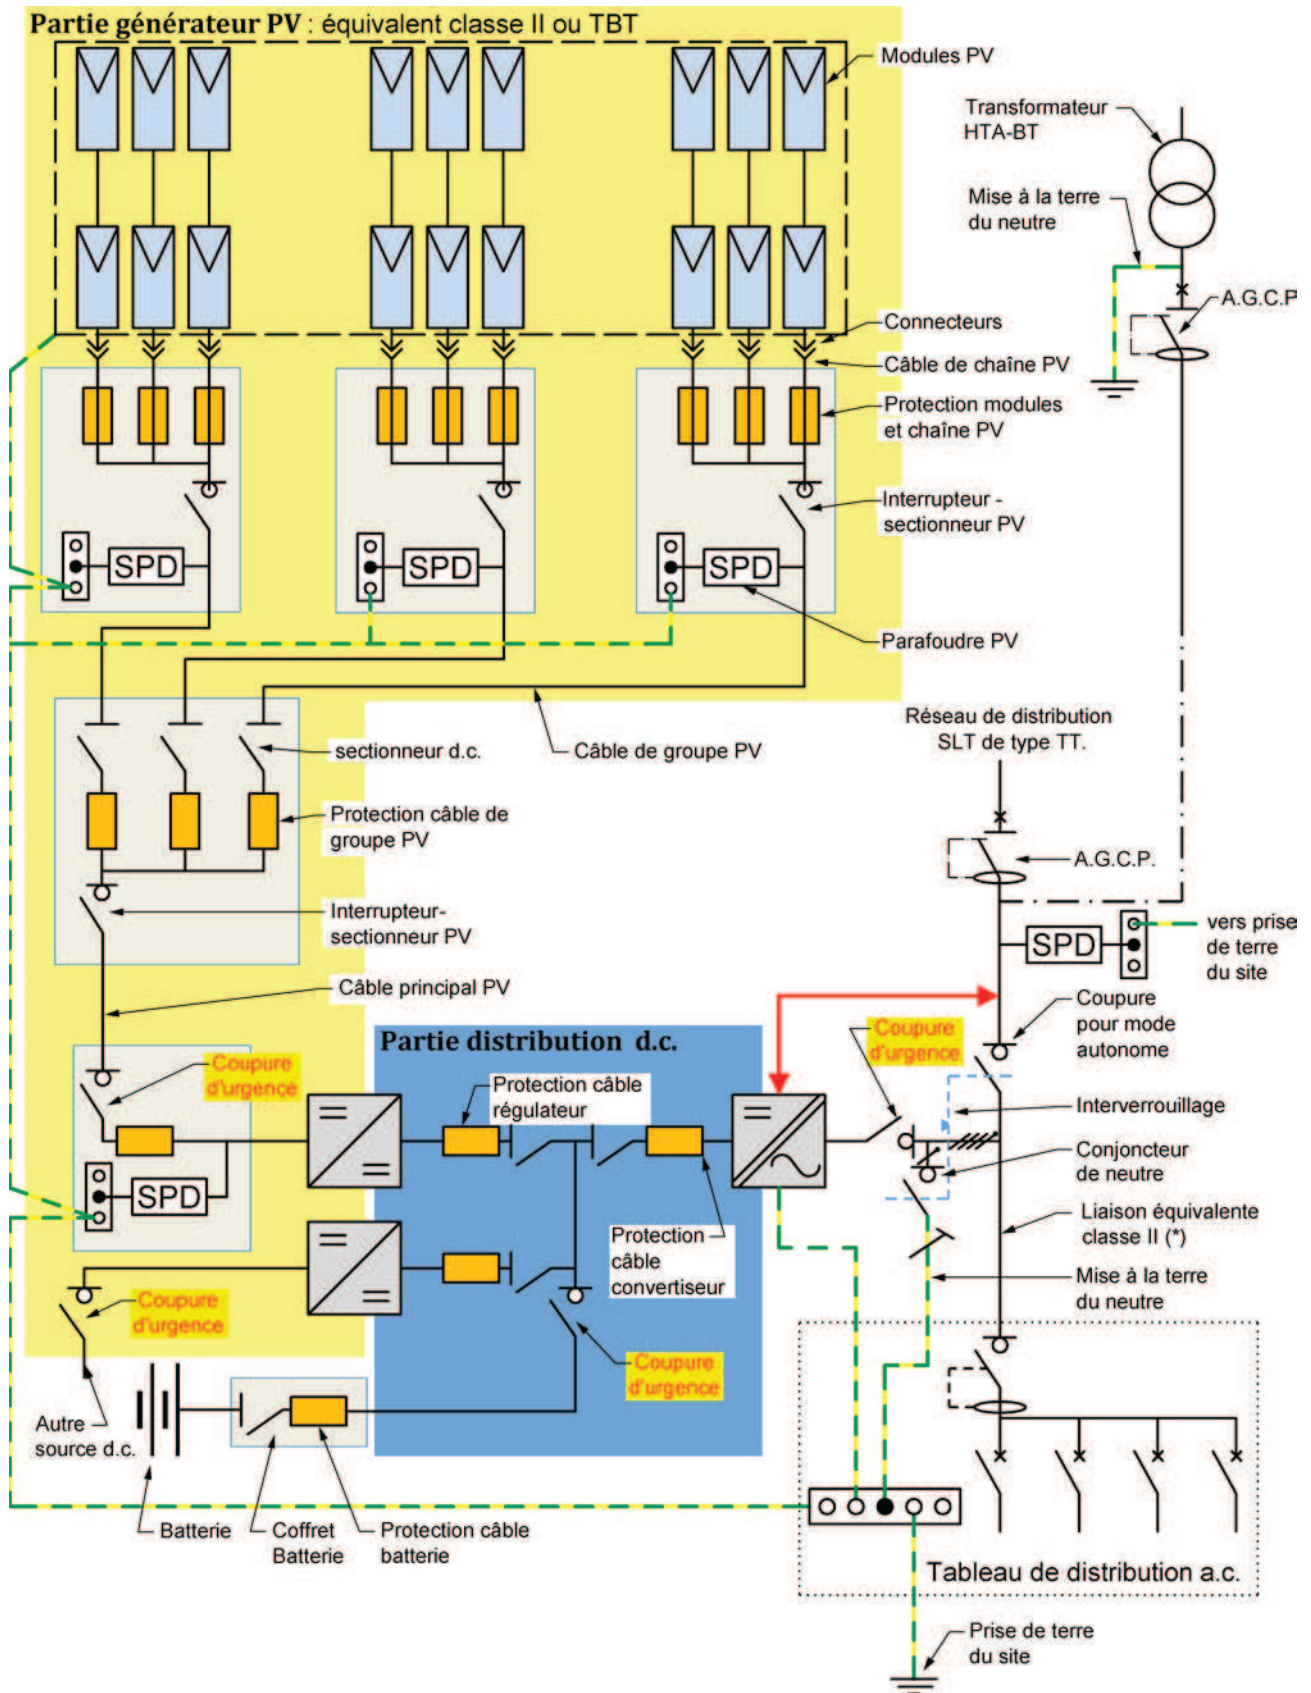 Partie générateur PV : équivalent classe II ou TBT
Modules PV
Transformateur
HTA-BT
Mise à la terre
du neutre
A.G.C.P
Connecteurs
Câble de chaîne PV
Protection modules
et chaîne PV
Interrupteur -
sectionneur PV
SPD
SPD
SPD
Parafoudre PV
Réseau de distribution
SLT de type TT.
sectionneur d.c.
Câble de groupe PV
Protection câble de
groupe PV
A.G.C.P.
Interrupteur-
sectionneur PV
SPD
vers prise
de terre
du site
Câble principal PV
Coupure
pour mode
autonome
Partie distribution d.c.
Coupure
d'urgence
Coupure
d'urgence
Protection câble
régulateur
Interverrouillage
Conjoncteur
de neutre
SPD
Liaison équivalente
classe II (*)
Protection
câble
convertiseur
Mise à la terre
du neutre
Coupure
d'urgence
Coupure
d'urgence
Autre
source d.c.
Batterie
Coffret
Batterie
Protection câble
batterie
Tableau de distribution a.c.
Prise de terre
du site